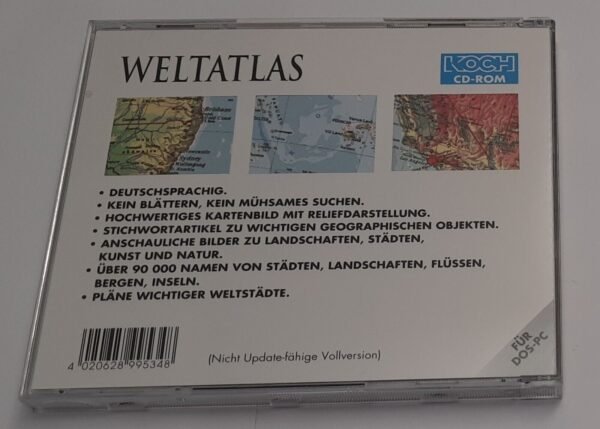 WELTATLAS
KOCH
CD-ROM
Brisbane
Sydney
• DEUTSCHSPRACHIG.
• KEIN BLÄTTERN, KEIN MÜHSAMES SUCHEN.
• HOCHWERTIGES KARTENBILD MIT RELIEFDARSTELLUNG.
• STICHWORTARTIKEL ZU WICHTIGEN GEOGRAPHISCHEN OBJEKTEN.
• ANSCHAULICHE BILDER ZU LANDSCHAFTEN, STÄDTEN,
KUNST UND NATUR.
• ÜBER 90 000 NAMEN VON STÄDTEN, LANDSCHAFTEN, FLÜSSEN,
BERGEN, INSELN.
• PLÄNE WICHTIGER WELTSTÄDTE.
FÜR
DOS-PC
4 020628 995348
(Nicht Update-fähige Vollversion)